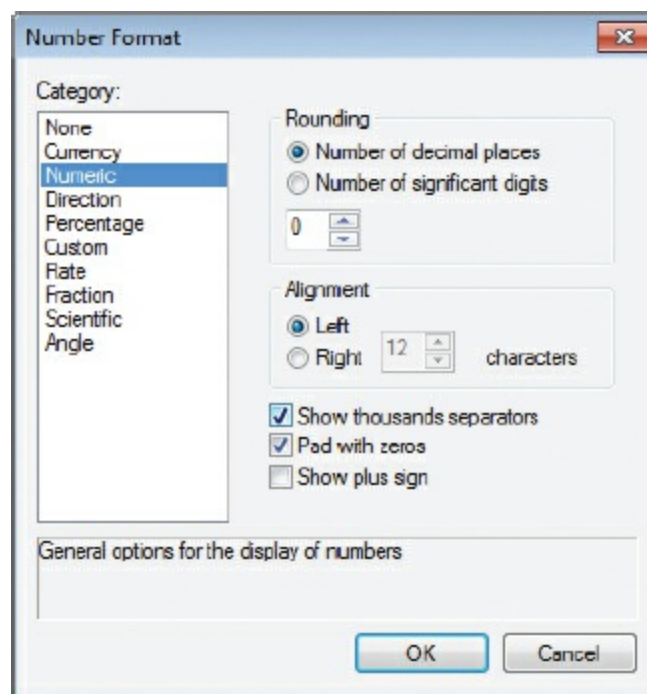 Number Format
Category:
None
Currency
Numeric
Direction
Percentage
Custom
Rate
Fraction
Scientific
Angle
Rounding
Number of decimal places
Number of significant digits
0
Alignment
Left
Right 12 characters
Show thousands separators
Pad with zeros
Show plus sign
General options for the display of numbers
OK Cancel